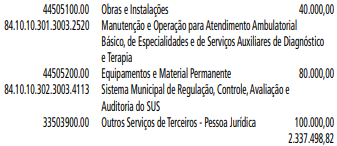 44505100.00 Obras e Instalações 40.000,00
84.10.10.301.3003.2520 Manutenção e Operação para Atendimento Ambulatorial
Básico, de Especialidades e de Serviços Auxiliares de Diagnóstico
e Terapia
44505200.00 Equipamentos e Material Permanente 80.000,00
84.10.10.302.3003.4113 Sistema Municipal de Regulação, Controle, Avaliação e
Auditoria do SUS
33503900.00 Outros Serviços de Terceiros - Pessoa Jurídica 100.000,00
2.337.498,82